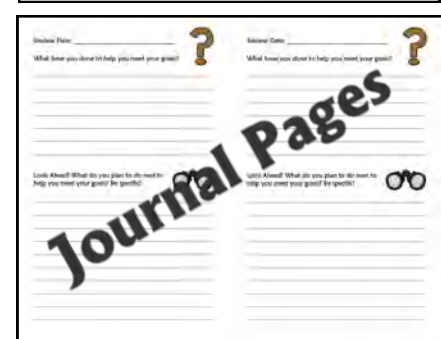 Review Date:
What have you done to help you meet your goals?
Look Ahead! What do you plan to do next to
help you meet your goals? Be specific!
Review Date:
What have you done to help you meet your goals?
Look Ahead! What do you plan to do next to
help you meet your goals? Be specific!
Journal Pages